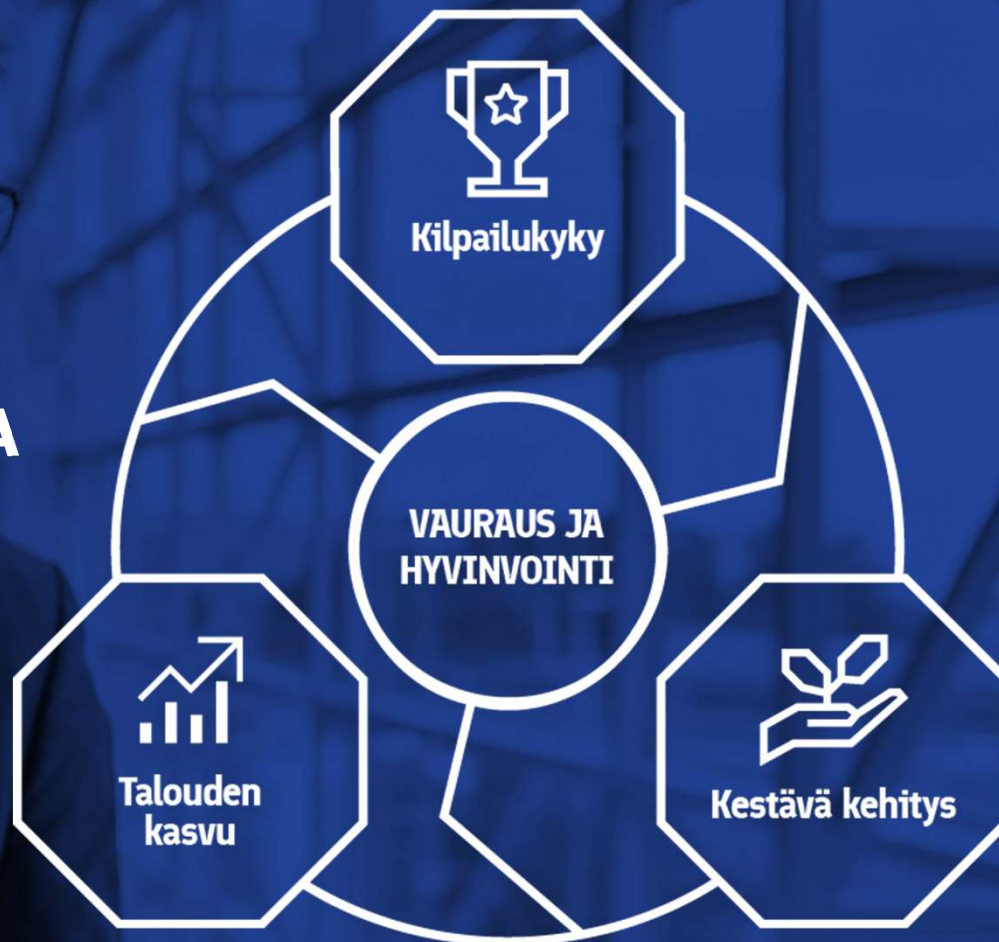 Kilpailukyky
A
VAURAUS JA
HYVINVOINTI
Talouden
kasvu
Kestävä kehitys